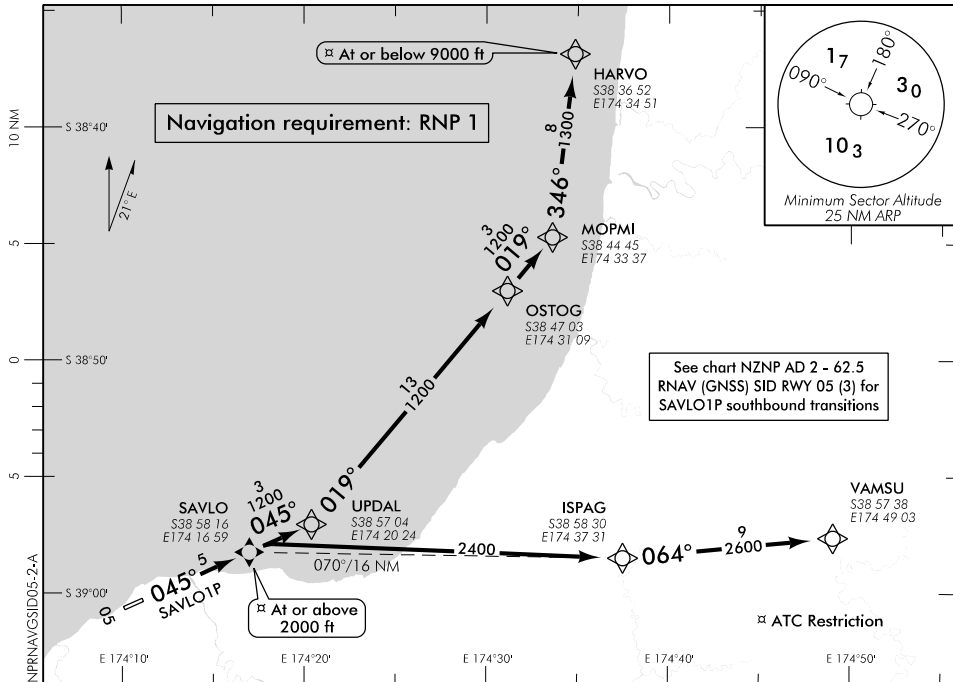 ¤ At or below 9000 ft
HARVO
S38 36 52
E174 34 51
17
180°
090°
30
270°
103
Minimum Sector Altitude
25 NM ARP
10 NM
S 38°40'
Navigation requirement: RNP 1
21° E
8
1300
346°
5
3
1200
019°
MOPMI
S38 44 45
E174 33 37
OSTOG
S38 47 03
E174 31 09
0
S 38°50'
13
1200
See chart NZNP AD 2 - 62.5
RNAV (GNSS) SID RWY 05 (3) for
SAVLO1P southbound transitions
5
019°
3
1200
045°
SAVLO
S38 58 16
E174 16 59
UPDAL
S38 57 04
E174 20 24
ISPAG
S38 58 30
E174 37 31
VAMSU
S38 57 38
E174 49 03
2400
070°/16 NM
064°
9
2600
5
045°
SAVLO1P
05
S 39°00'
¤ At or above
2000 ft
¤ ATC Restriction
NPRNAVGSID05-2-A
E 174°10'
E 174°20'
E 174°30'
E 174°40'
E 174°50'